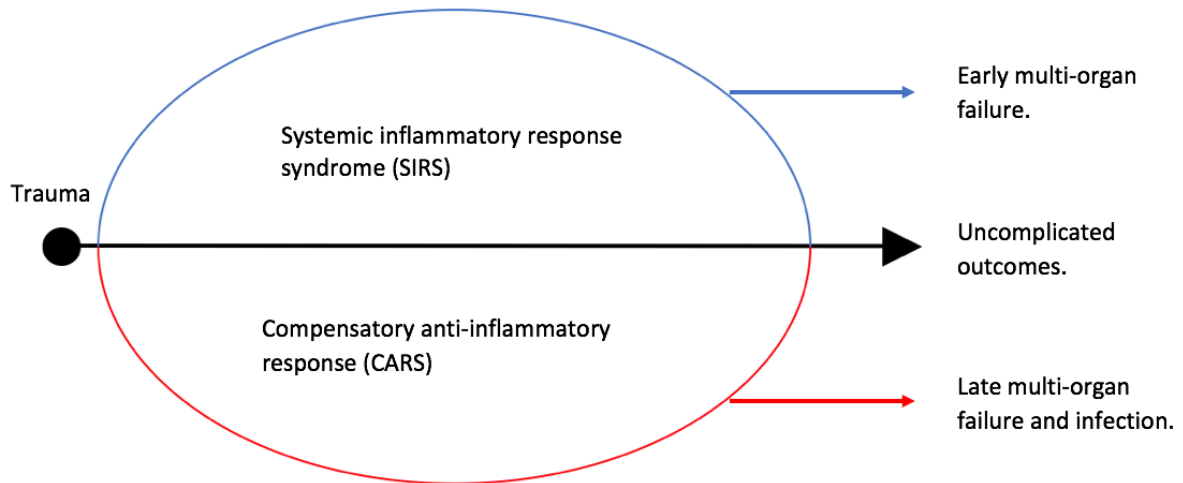 Early multi-organ
failure.
Systemic inflammatory response
syndrome (SIRS)
Trauma
Uncomplicated
outcomes.
Compensatory anti-inflammatory
response (CARS)
Late multi-organ
failure and infection.